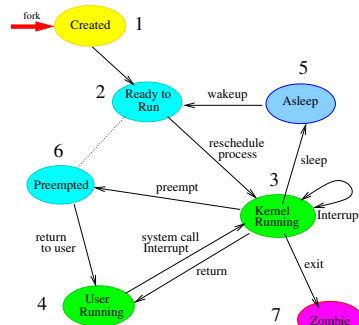 fork
Created
1
5
2
Ready to
Run
wakeup
Asleep
6
reschedule
process
sleep
3
Preempted
preempt
Kernel
Running
Interrup
return
to user
system call
Interrupt
return
exit
4
User
Running
7
Zombie